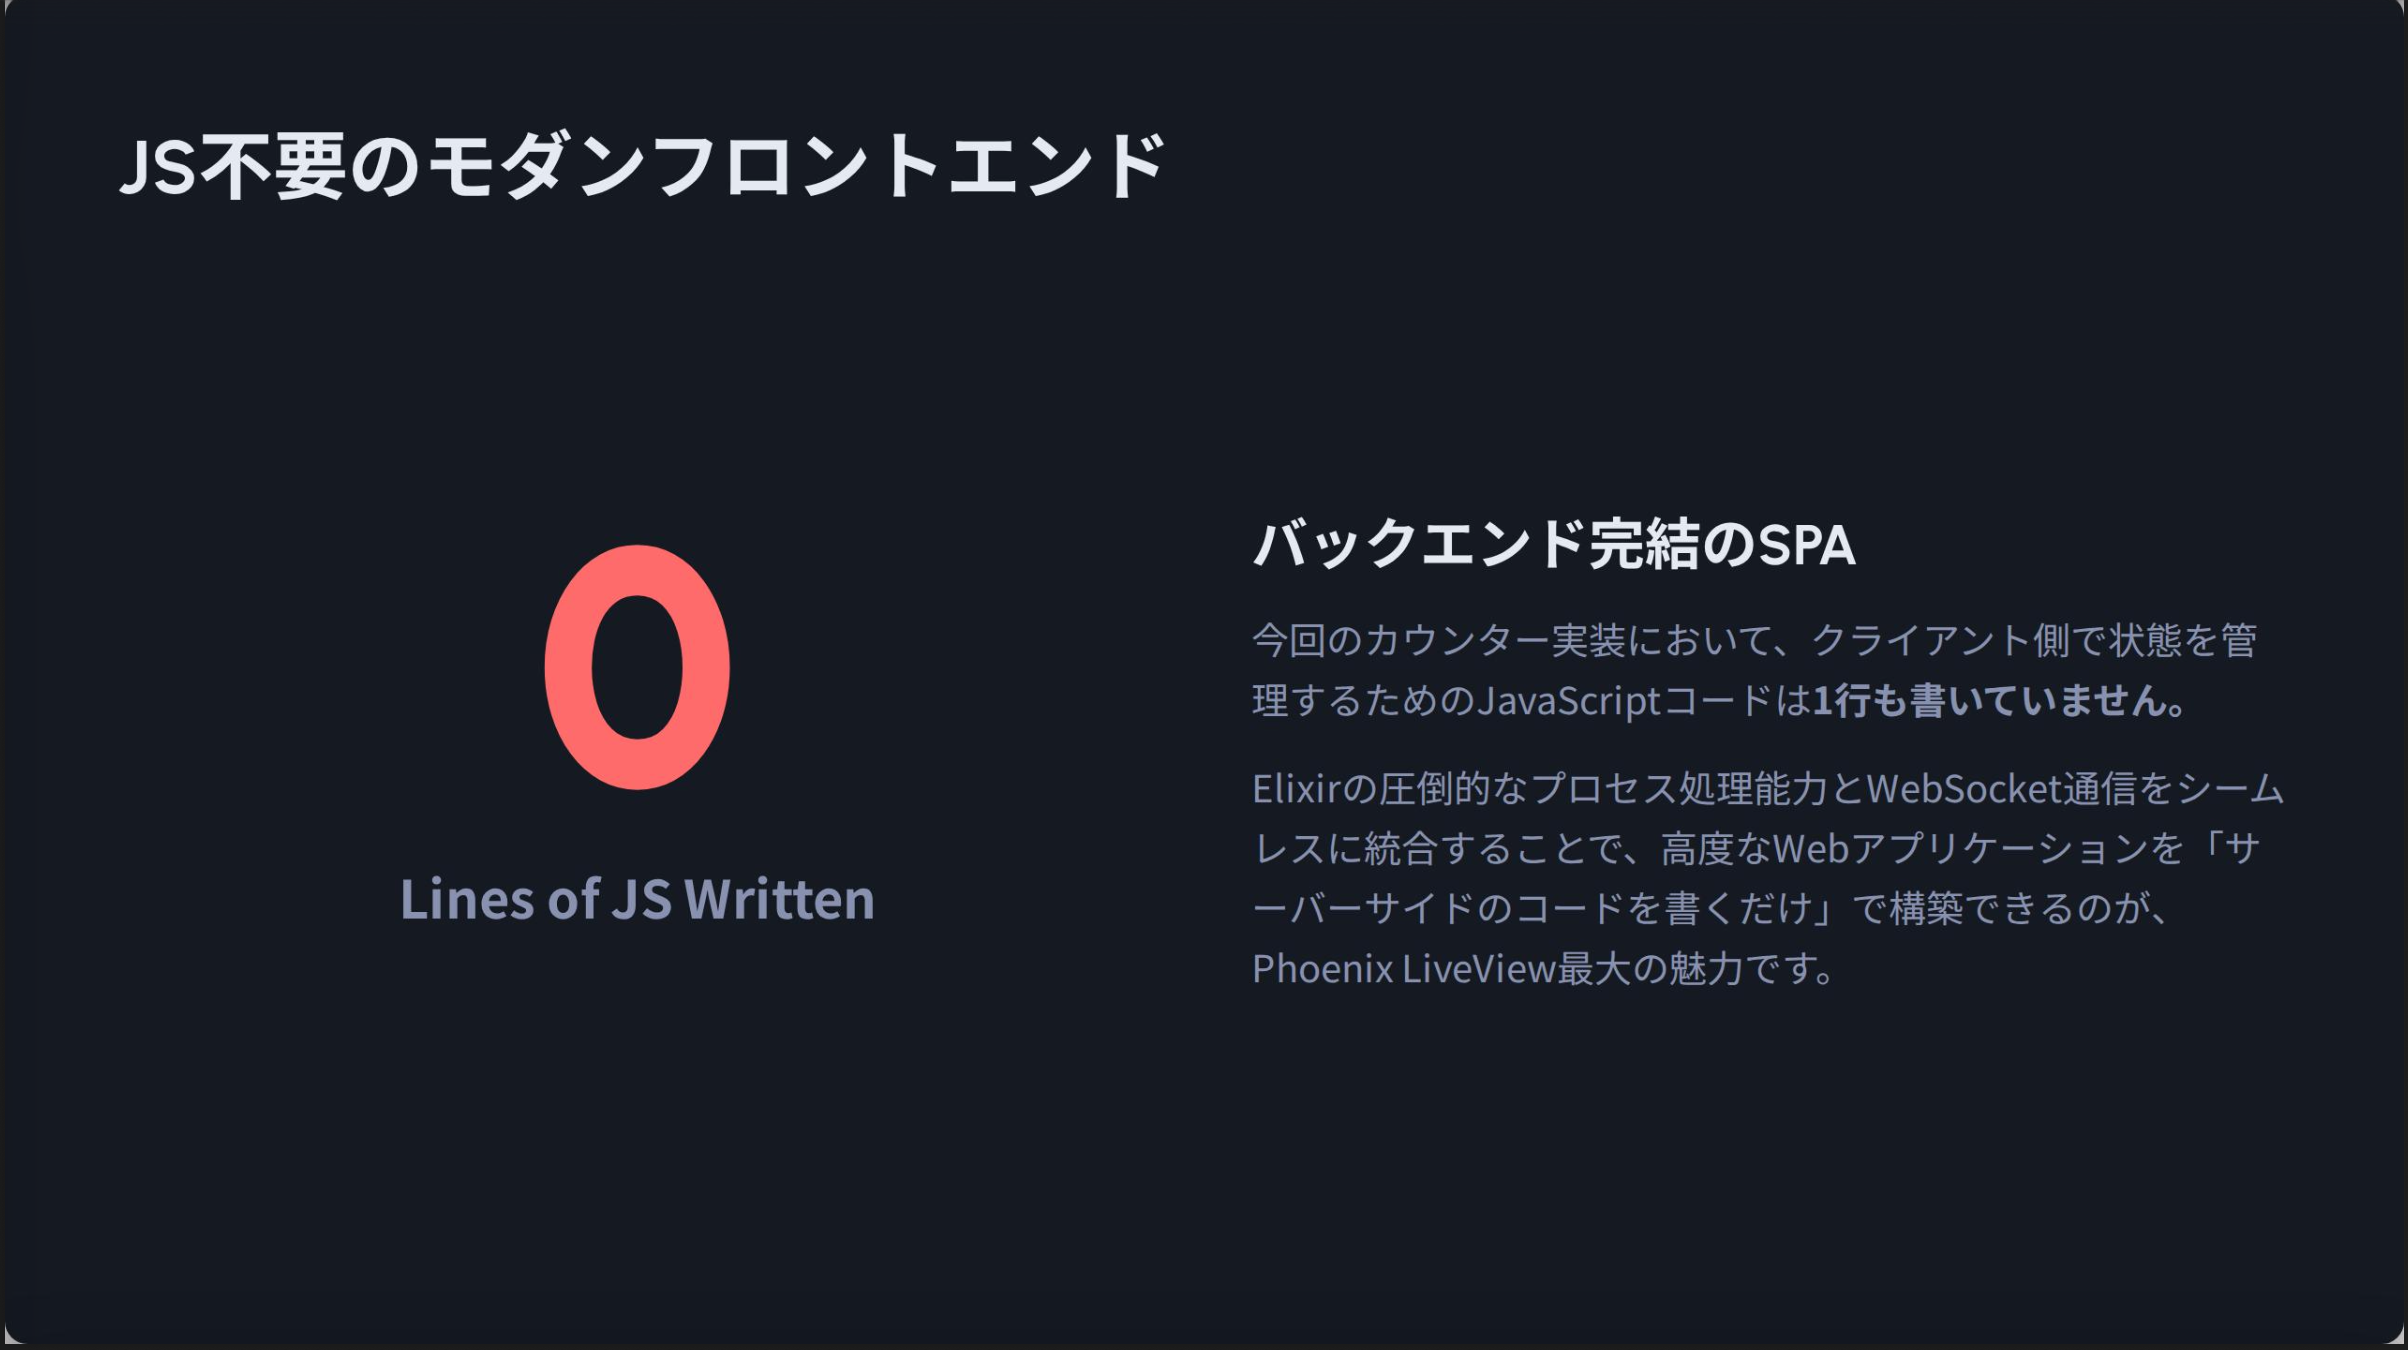 JS不要のモダンフロントエンド
0
Lines of JS Written
バックエンド完結のSPA
今回のカウンター実装において、クライアント側で状態を管
理するためのJavaScriptコードは1行も書いていません。
Elixirの圧倒的なプロセス処理能力とWebSocket通信をシーム
レスに統合することで、高度なWebアプリケーションを「サ
ーバーサイドのコードを書くだけ」で構築できるのが、
Phoenix LiveView最大の魅力です。